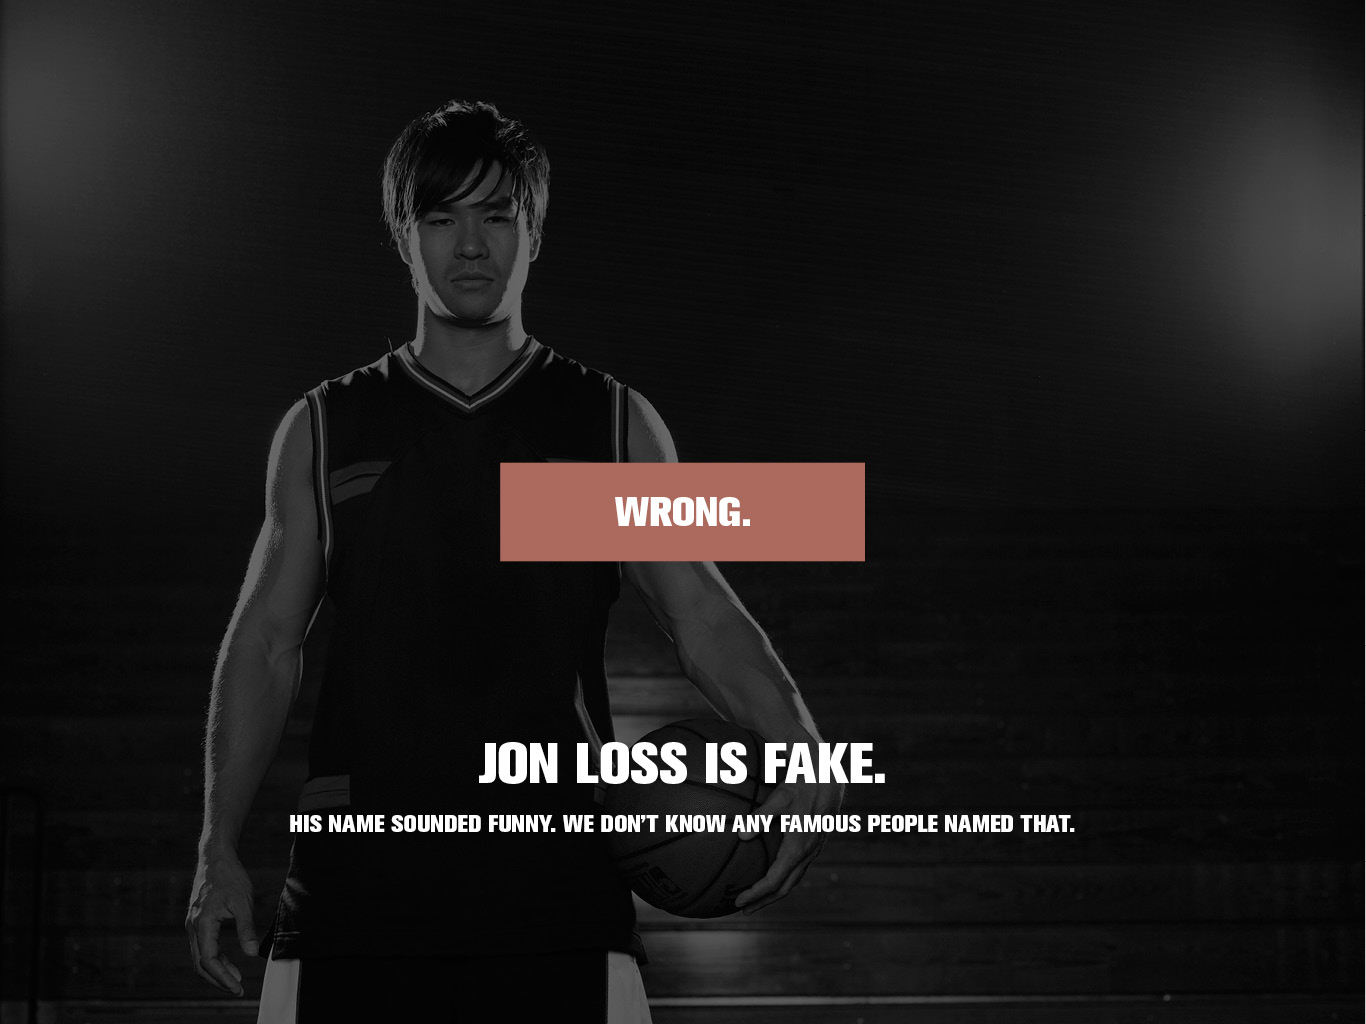 WRONG.
JON LOSS IS FAKE.
HIS NAME SOUNDED FUNNY. WE DON’T KNOW ANY FAMOUS PEOPLE NAMED THAT.